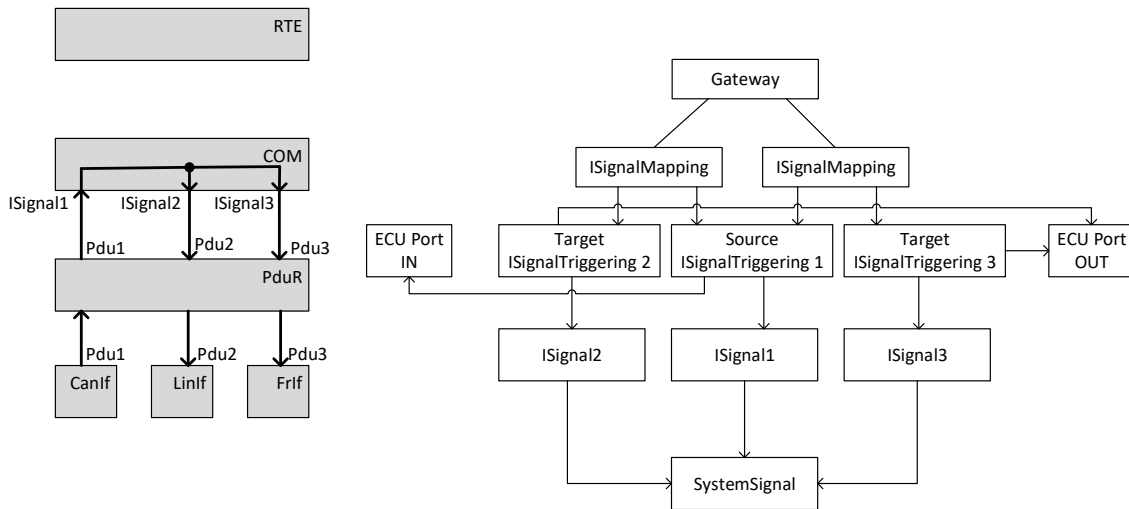 RTE
COM
ISignal1
ISignal2
ISignal3
Pdu1
Pdu2
Pdu3
PduR
Pdu1
Pdu2
Pdu3
CanIf
LinIf
FrIf
Gateway
ISignalMapping
ISignalMapping
ECU Port
IN
Target
ISignalTriggering 2
Source
ISignalTriggering 1
Target
ISignalTriggering 3
ECU Port
OUT
ISignal2
ISignal1
ISignal3
SystemSignal